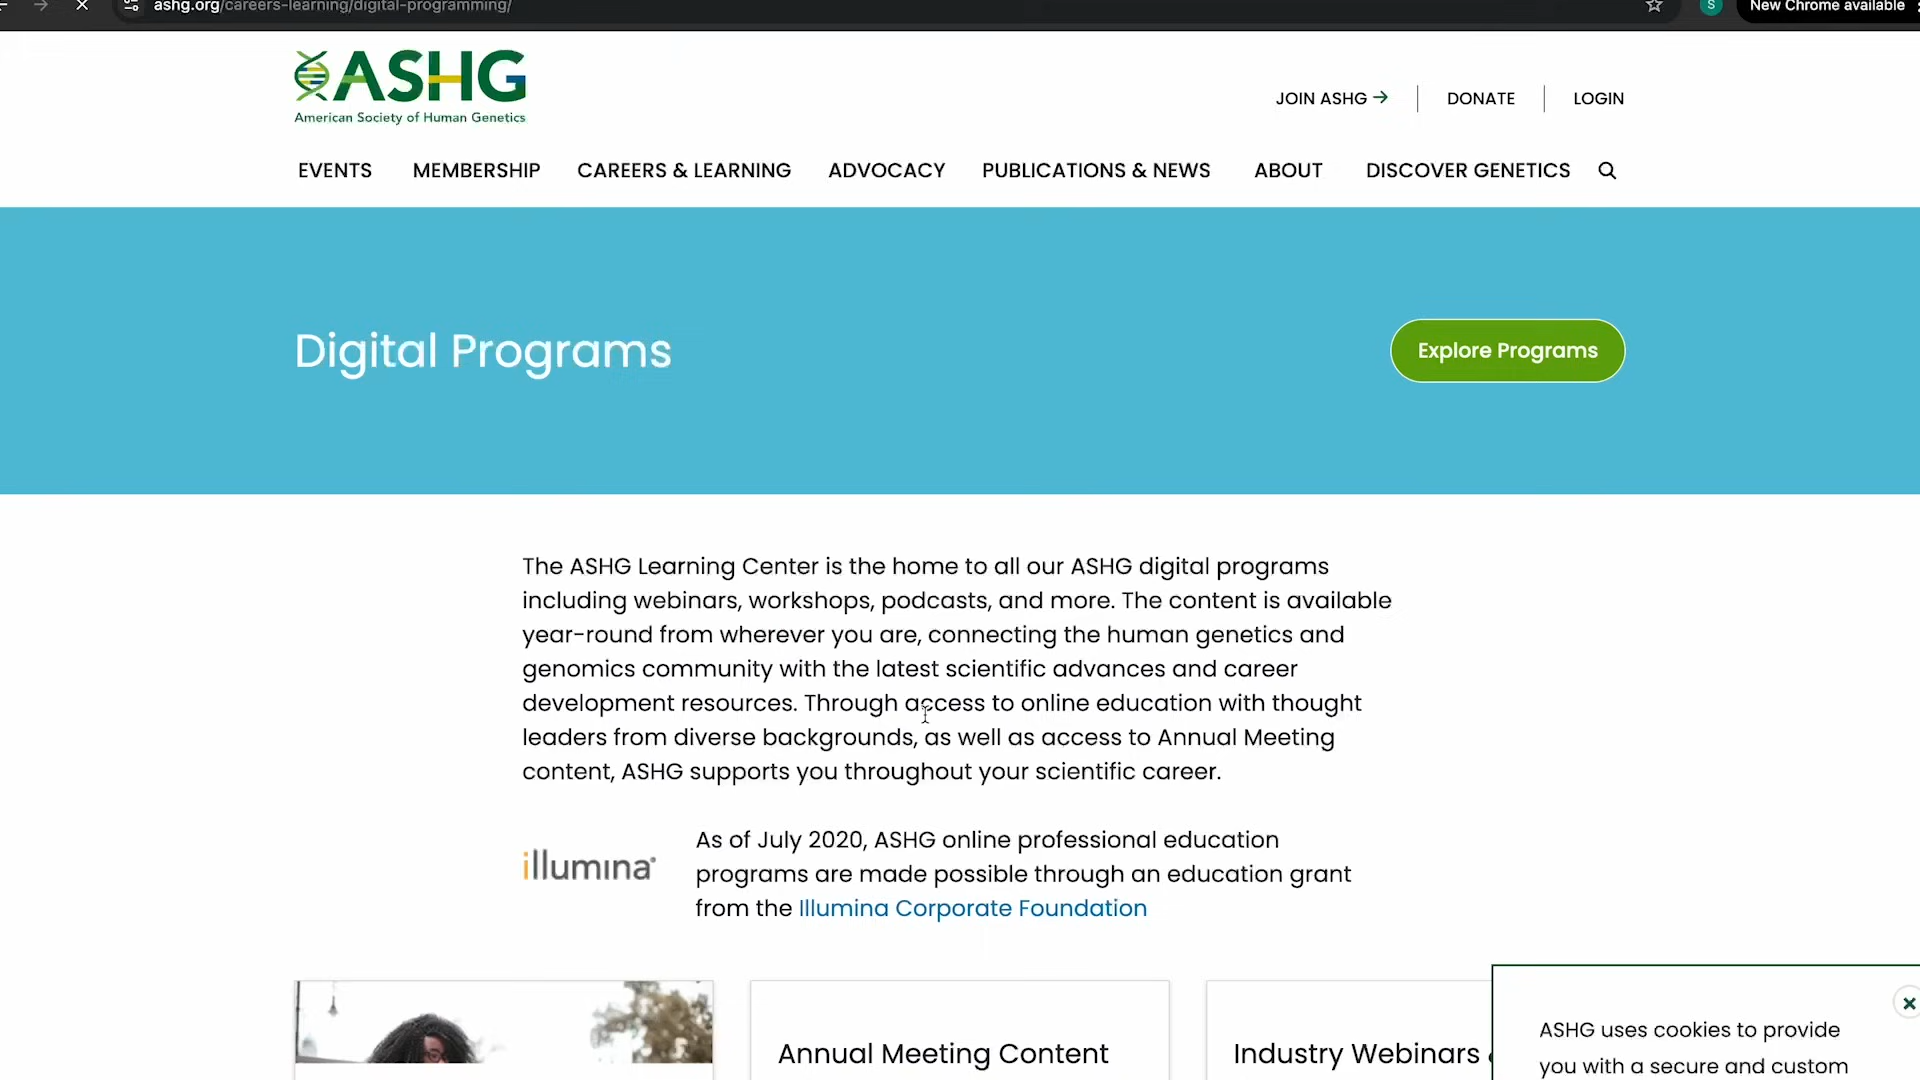 ashg.org/careers-learning/digital-programming/
S
New Chrome available
ASHG
American Society of Human Genetics
JOIN ASHG
DONATE
LOGIN
EVENTS
MEMBERSHIP
CAREERS & LEARNING
ADVOCACY
PUBLICATIONS & NEWS
ABOUT
DISCOVER GENETICS
Digital Programs
Explore Programs
The ASHG Learning Center is the home to all our ASHG digital programs
including webinars, workshops, podcasts, and more. The content is available
year-round from wherever you are, connecting the human genetics and
genomics community with the latest scientific advances and career
development resources. Through access to online education with thought
leaders from diverse backgrounds, as well as access to Annual Meeting
content, ASHG supports you throughout your scientific career.
illumina
As of July 2020, ASHG online professional education
programs are made possible through an education grant
from the Illumina Corporate Foundation
Annual Meeting Content
Industry Webinars
ASHG uses cookies to provide
you with a secure and custom